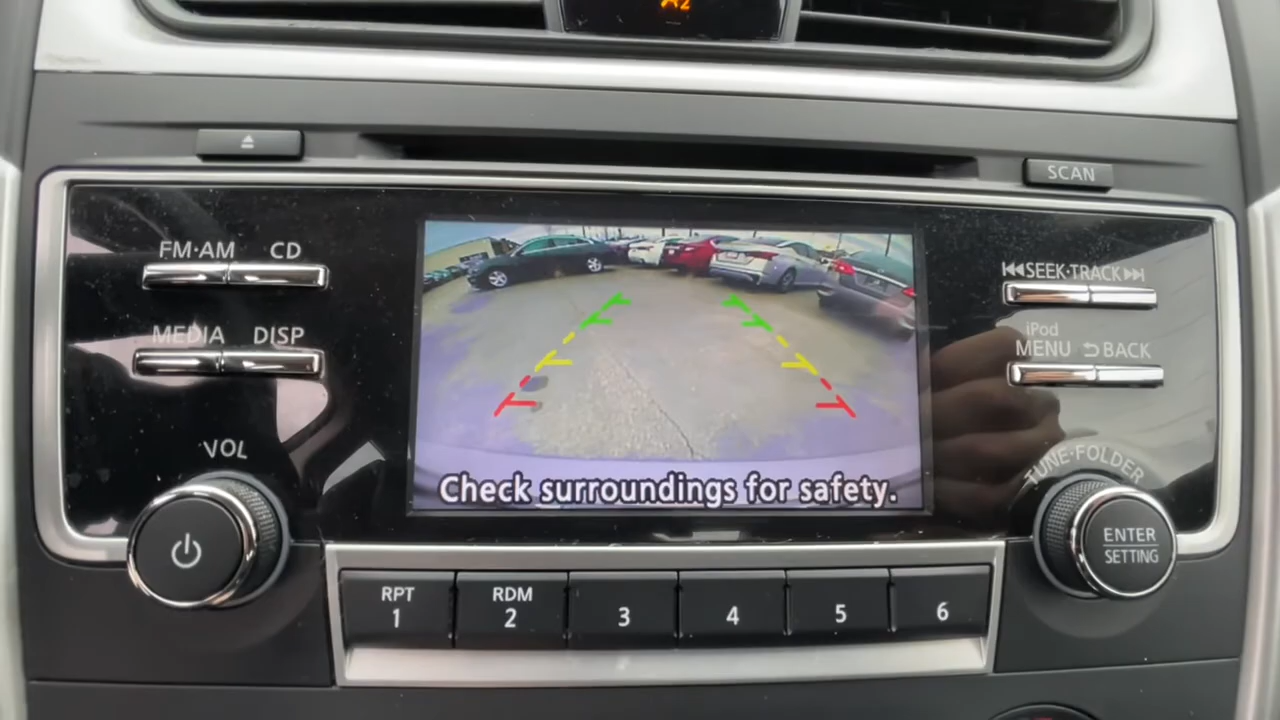 SCAN
FM·AM CD
MEDIA DISP
VOL
Check surroundings for safety.
SEEK·TRACK
iPod
MENU BACK
TUNE·FOLDER
ENTER
SETTING
RPT
1
RDM
2
3
4
5
6